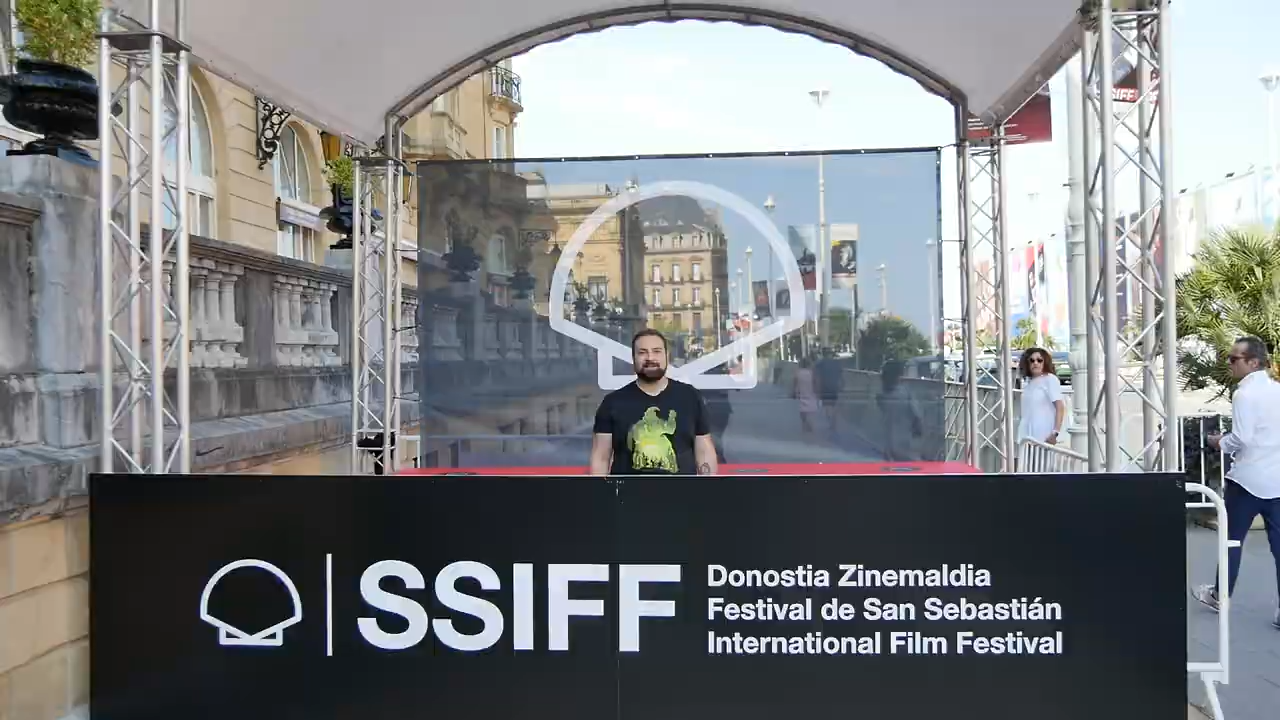 SSIFF
Donostia Zinemaldia
Festival de San Sebastián
International Film Festival